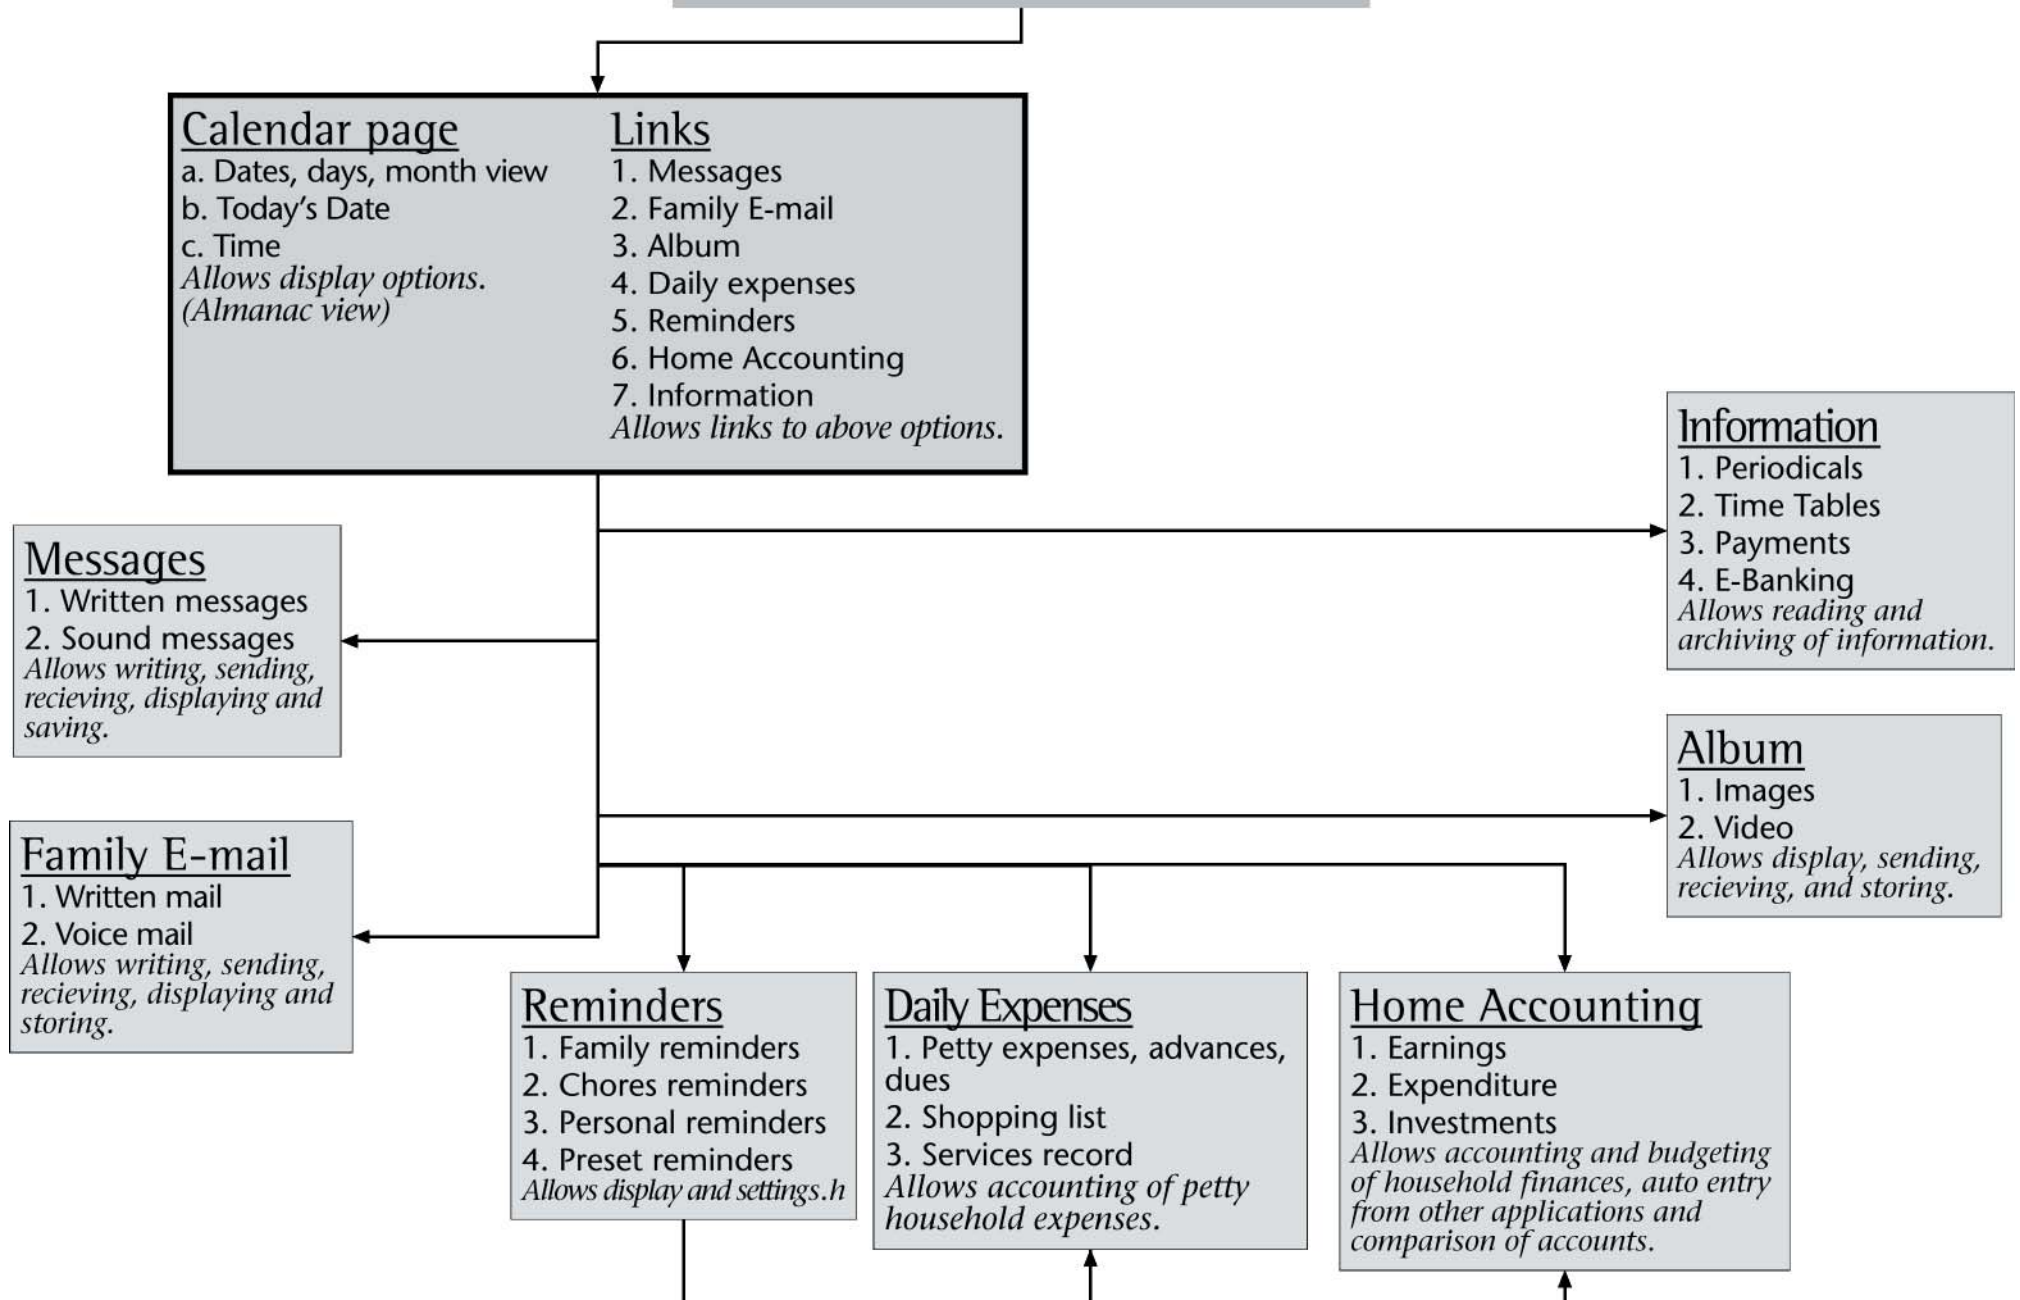 Calendar page
a. Dates, days, month view
b. Today's Date
c. Time
Allows display options.
(Almanac view)
Links
1. Messages
2. Family E-mail
3. Album
4. Daily expenses
5. Reminders
6. Home Accounting
7. Information
Allows links to above options.
Information
1. Periodicals
2. Time Tables
3. Payments
4. E-Banking
Allows reading and
archiving of information.
Messages
1. Written messages
2. Sound messages
Allows writing, sending,
recieving, displaying and
saving.
Album
1. Images
2. Video
Allows display, sending,
recieving, and storing.
Family E-mail
1. Written mail
2. Voice mail
Allows writing, sending,
recieving, displaying and
storing.
Reminders
1. Family reminders
2. Chores reminders
3. Personal reminders
4. Preset reminders
Allows display and settings.h
Daily Expenses
1. Petty expenses, advances,
dues
2. Shopping list
3. Services record
Allows accounting of petty
household expenses.
Home Accounting
1. Earnings
2. Expenditure
3. Investments
Allows accounting and budgeting
of household finances, auto entry
from other applications and
comparison of accounts.